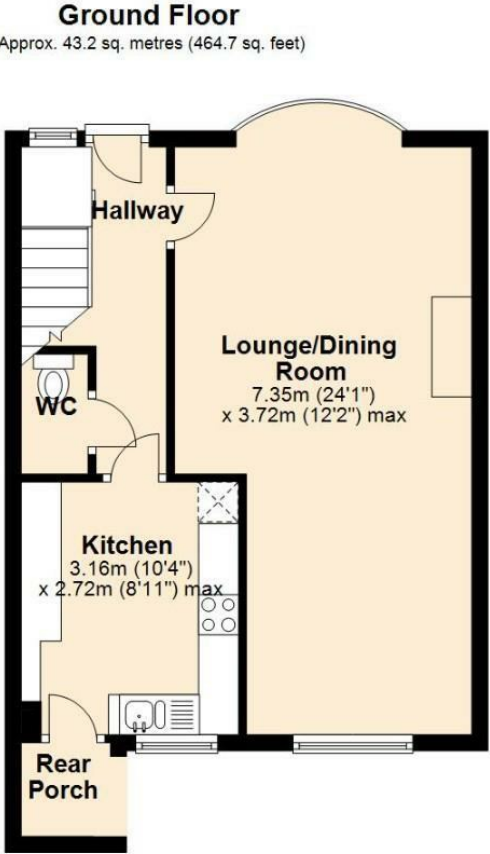 Ground Floor
Approx. 43.2 sq. metres (464.7 sq. feet)
Hallway
Lounge/Dining
Room
7.35m (24'1")
x 3.72m (12'2") max
WC
Kitchen
3.16m (10'4")
x 2.72m (8'11") max
Rear
Porch